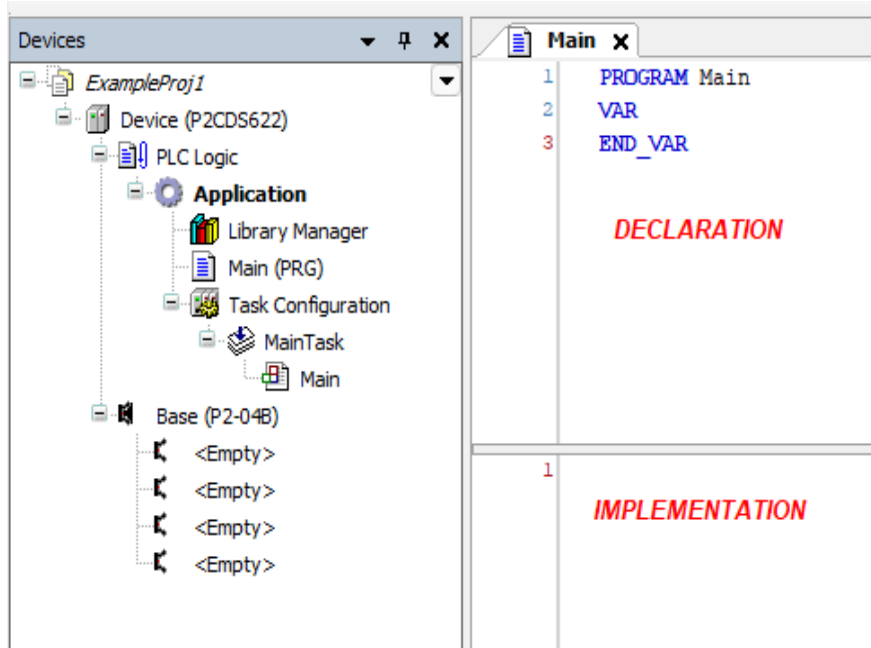 Devices
ExampleProj1
Device (P2CDS622)
PLC Logic
Application
Library Manager
Main (PRG)
Task Configuration
MainTask
Main
Base (P2-04B)
<Empty>
<Empty>
<Empty>
<Empty>
Main
1 PROGRAM Main
2 VAR
3 END_VAR
DECLARATION
1
IMPLEMENTATION